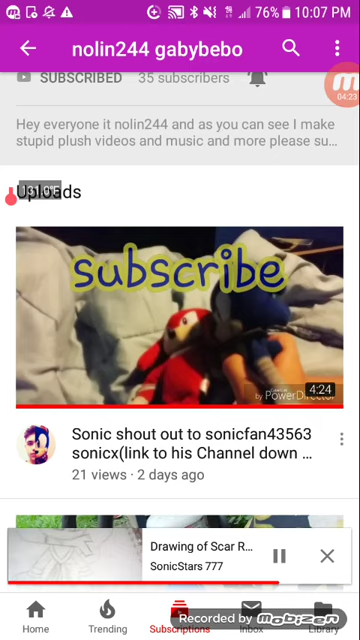 76% 10:07 PM
nolin244 gabybebo
SUBSCRIBED 35 subscribers
04:23
Hey everyone it nolin244 and as you can see I make
stupid plush videos and music and more please su...
Uploads
subscribe
by PowerDirector
4:24
Sonic shout out to sonicfan43563
sonicx(link to his Channel down ...
21 views · 2 days ago
Drawing of Scar R...
SonicStars 777
Home
Trending
Subscriptions
Inbox
Library
Recorded by mobizen